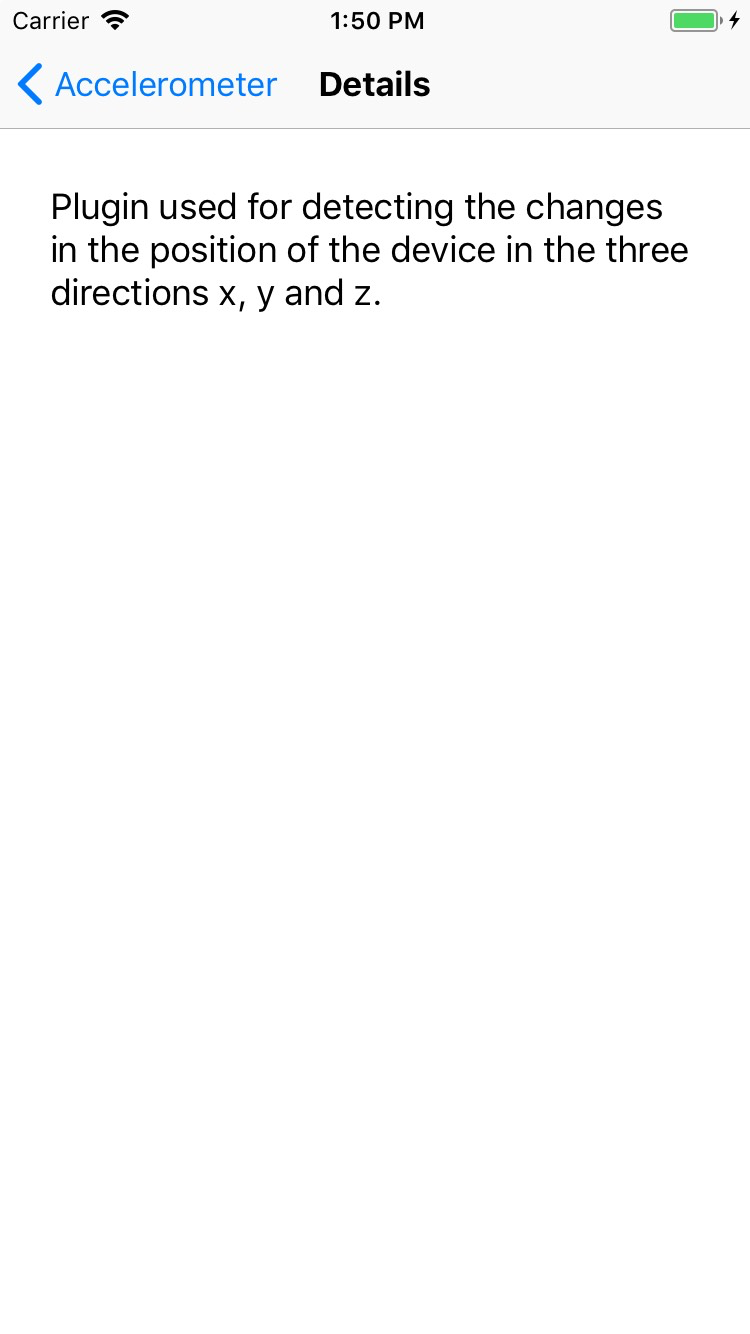 Carrier
1:50 PM
Accelerometer
Details
Plugin used for detecting the changes
in the position of the device in the three
directions x, y and z.